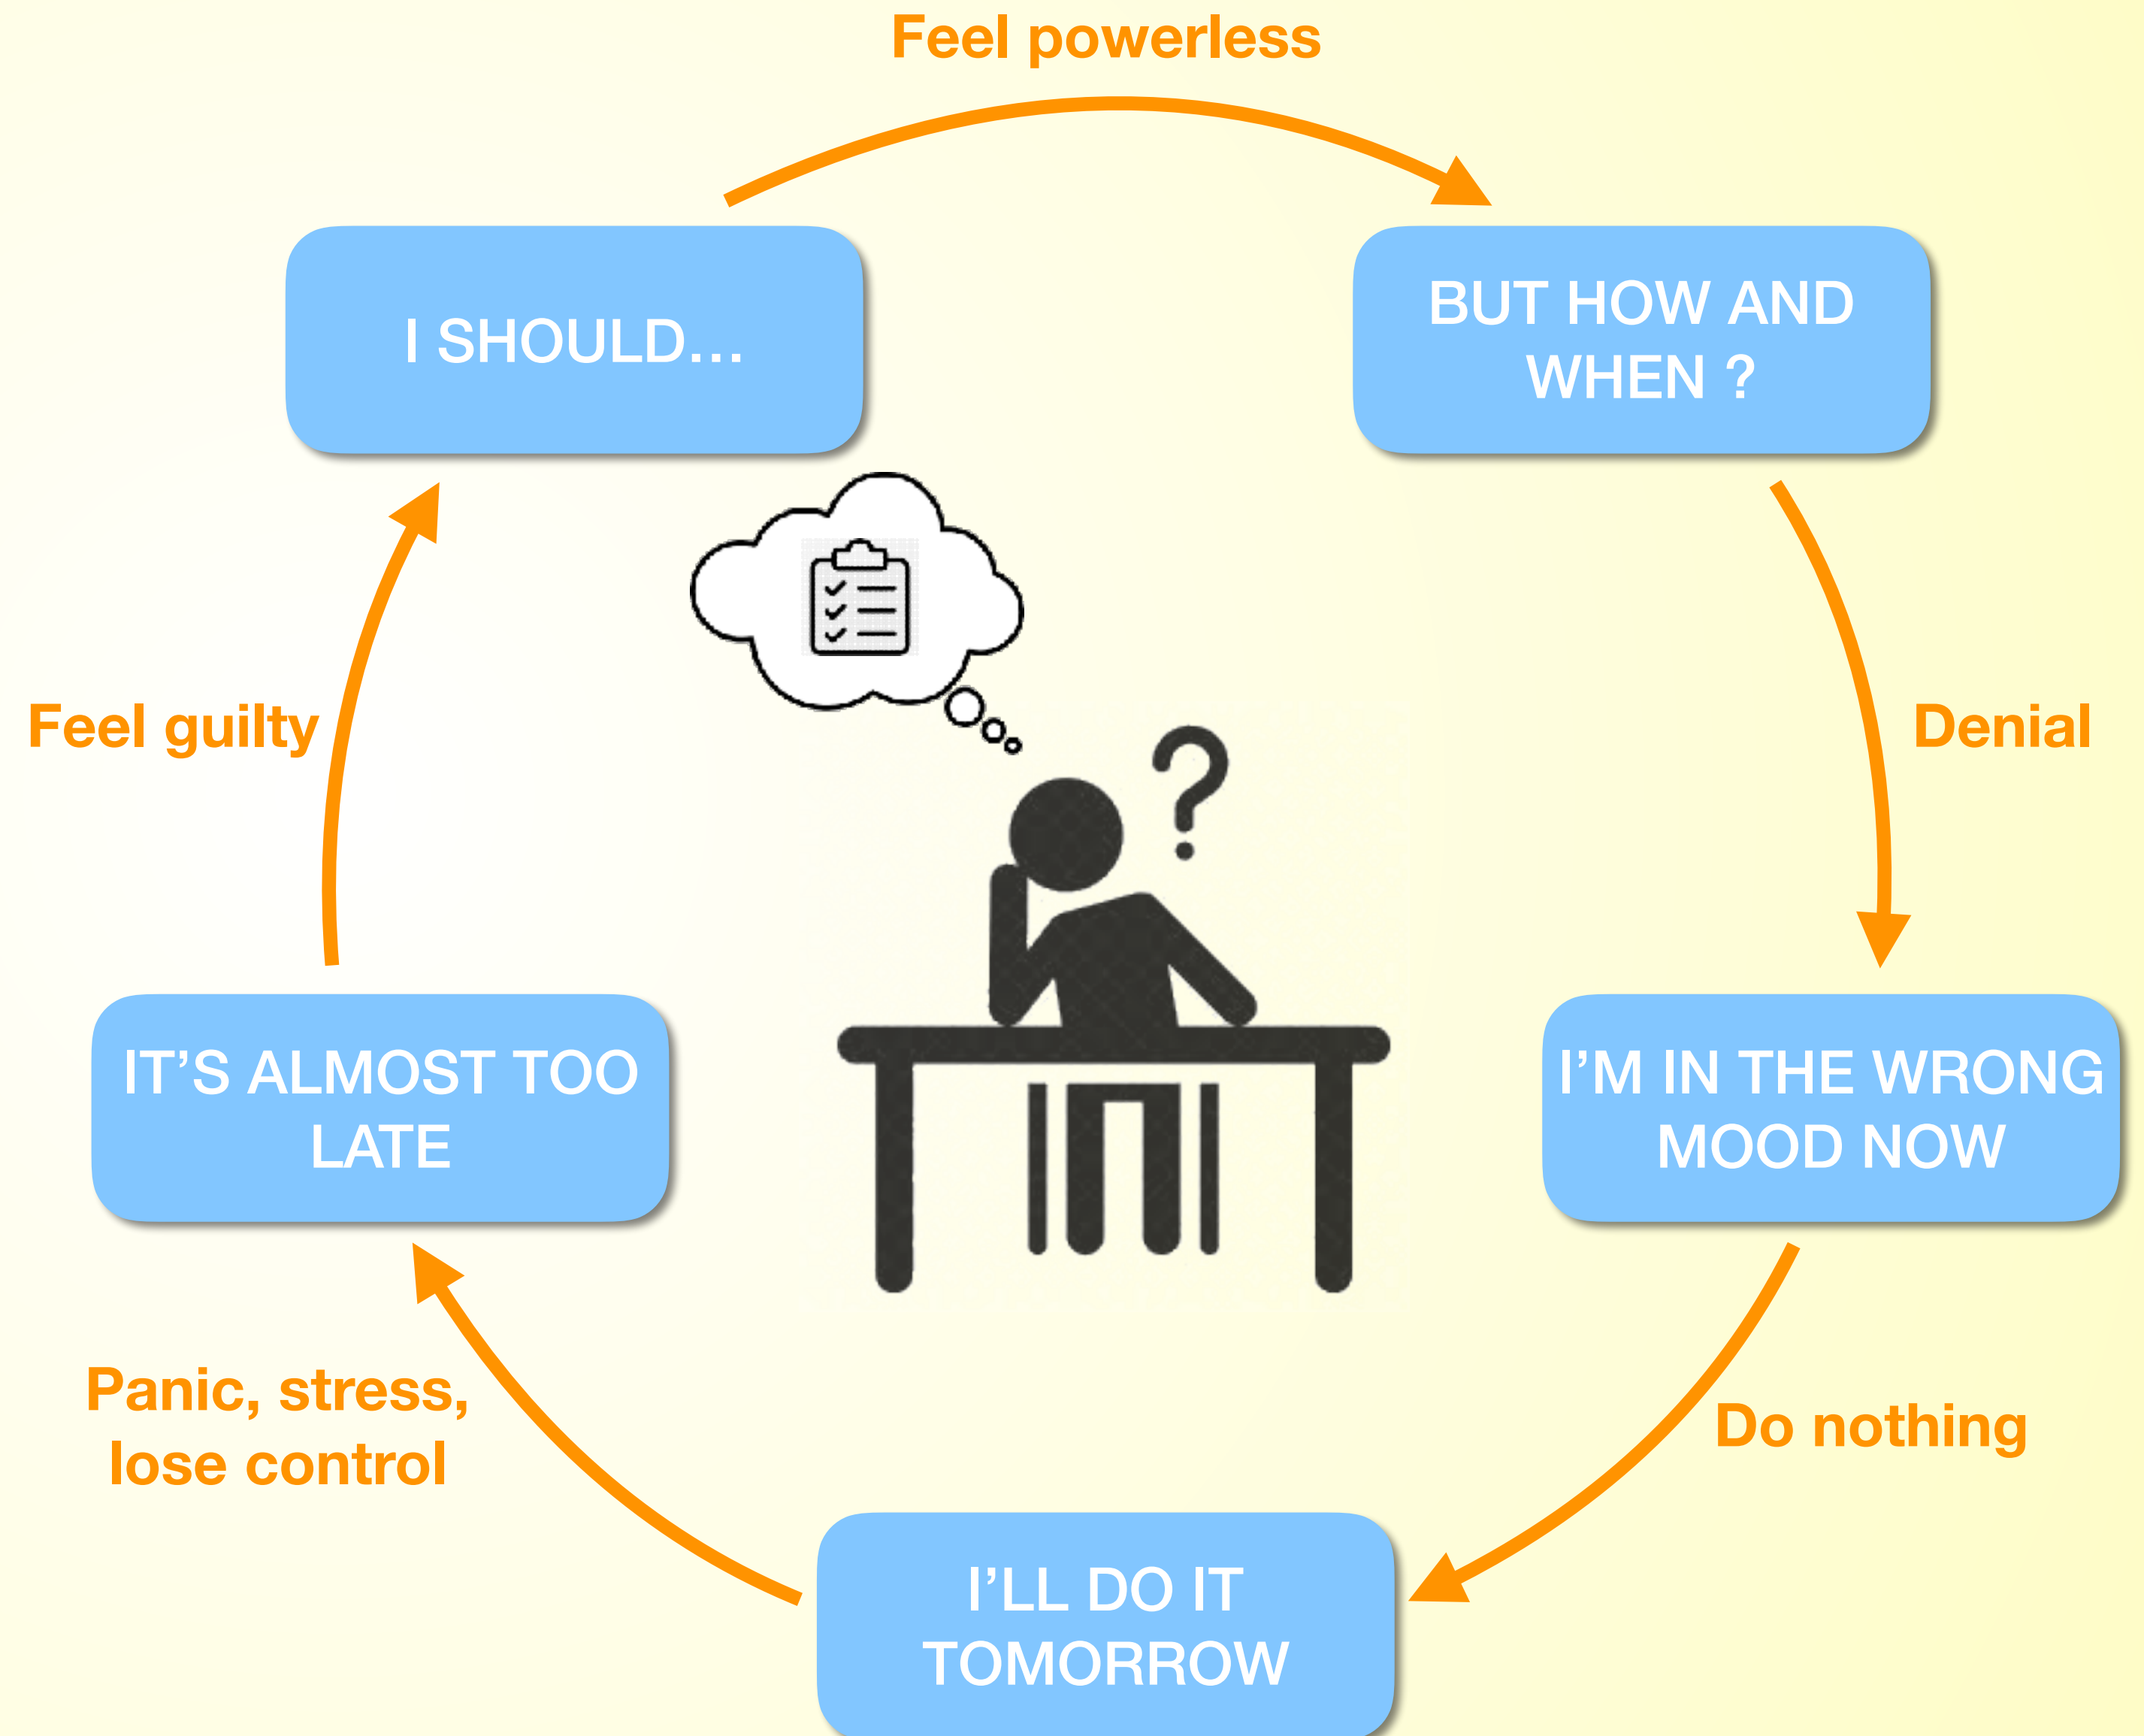 Feel powerless
I SHOULD…
BUT HOW AND
WHEN ?
Denial
I’M IN THE WRONG
MOOD NOW
Do nothing
I’LL DO IT
TOMORROW
Panic, stress,
lose control
IT’S ALMOST TOO
LATE
Feel guilty
?